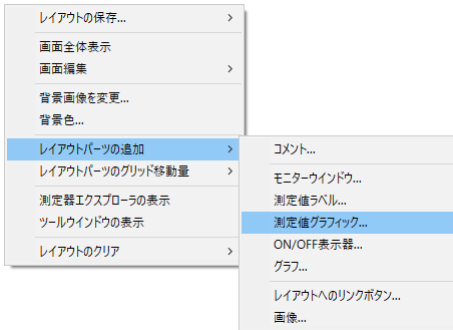 レイアウトの保存...
画面全体表示
画面編集
背景画像を変更...
背景色...
レイアウトパーツの追加
レイアウトパーツのグリッド移動量
測定器エクスプローラの表示
ツールウインドウの表示
レイアウトのクリア
コメント...
モニターウインドウ...
測定値ラベル...
測定値グラフィック...
ON/OFF表示器...
グラフ...
レイアウトへのリンクボタン...
画像...